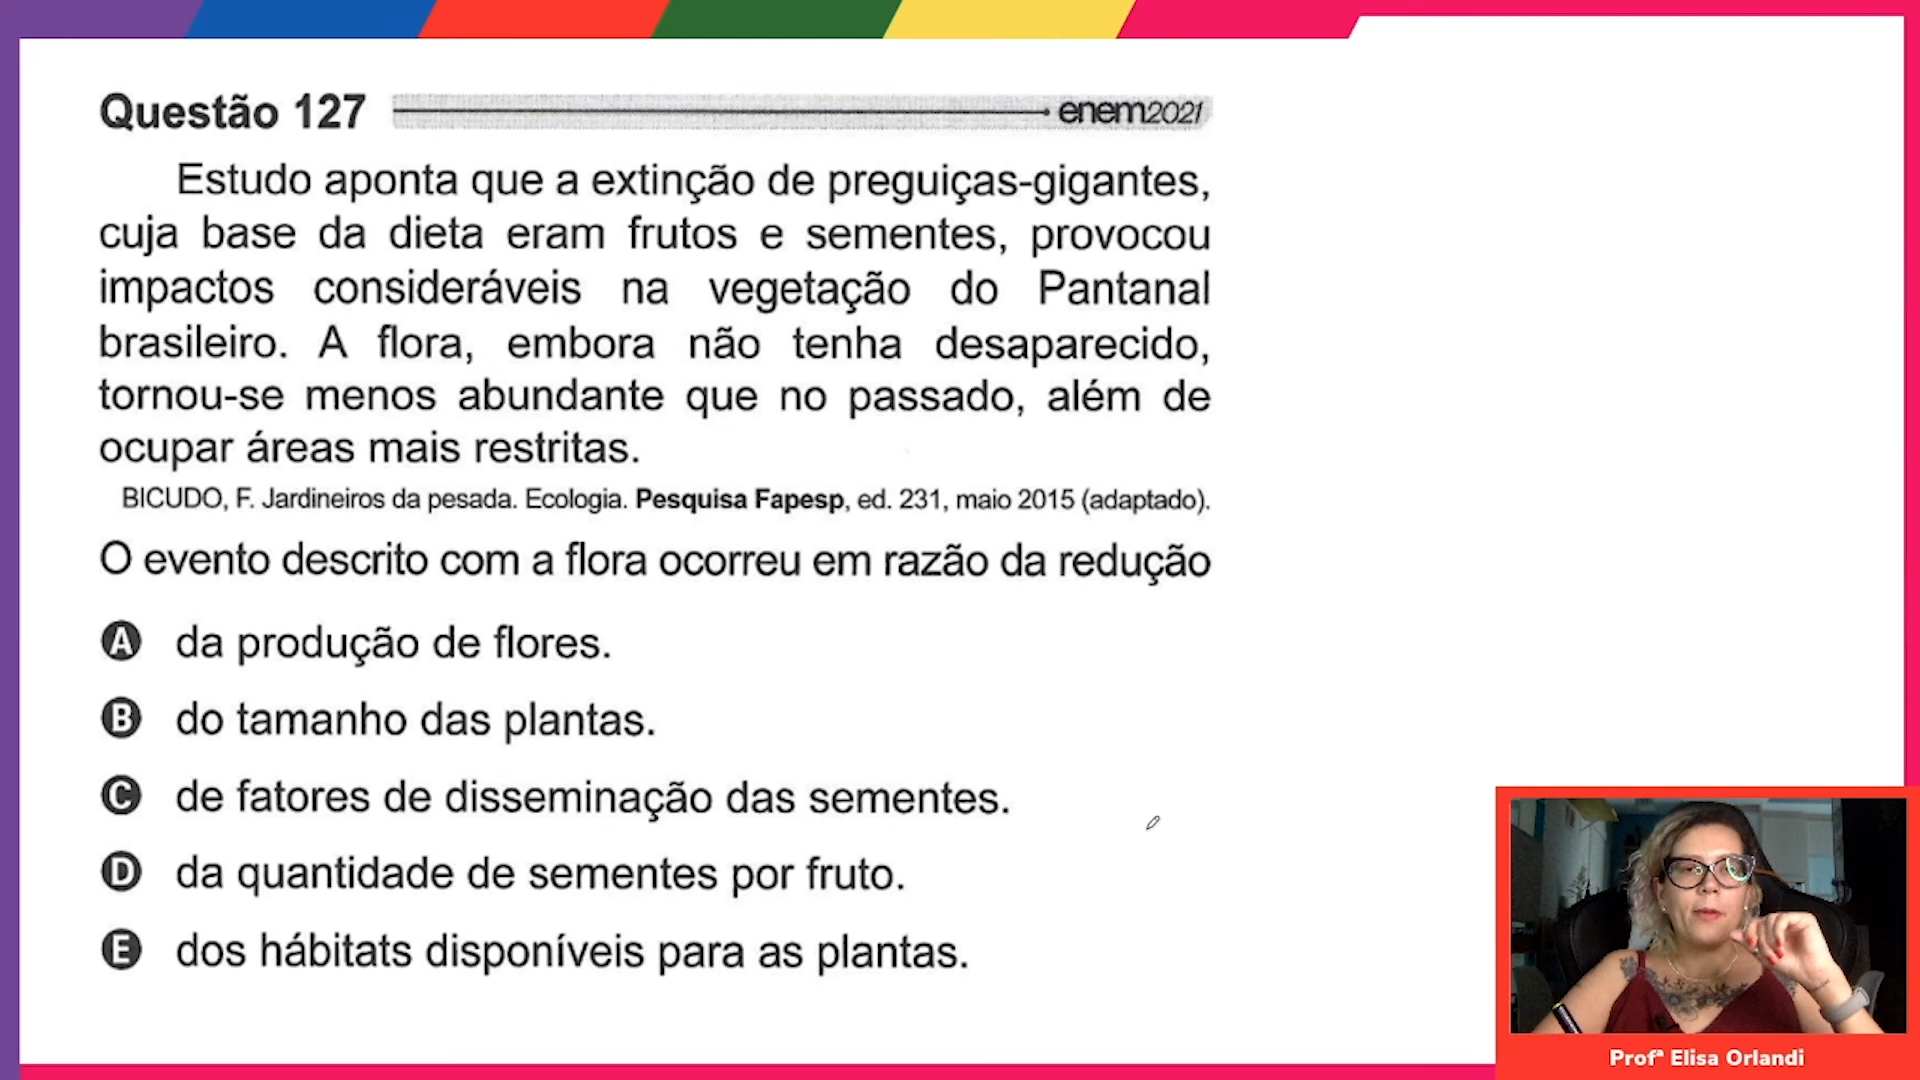 Questão 127
enem2021
Estudo aponta que a extinção de preguiças-gigantes,
cuja base da dieta eram frutos e sementes, provocou
impactos consideráveis na vegetação do Pantanal
brasileiro. A flora, embora não tenha desaparecido,
tornou-se menos abundante que no passado, além de
ocupar áreas mais restritas.
BICUDO, F. Jardineiros da pesada. Ecologia. Pesquisa Fapesp, ed. 231, maio 2015 (adaptado).
O evento descrito com a flora ocorreu em razão da redução
A da produção de flores.
B do tamanho das plantas.
C de fatores de disseminação das sementes.
D da quantidade de sementes por fruto.
E dos hábitats disponíveis para as plantas.
Profª Elisa Orlandi